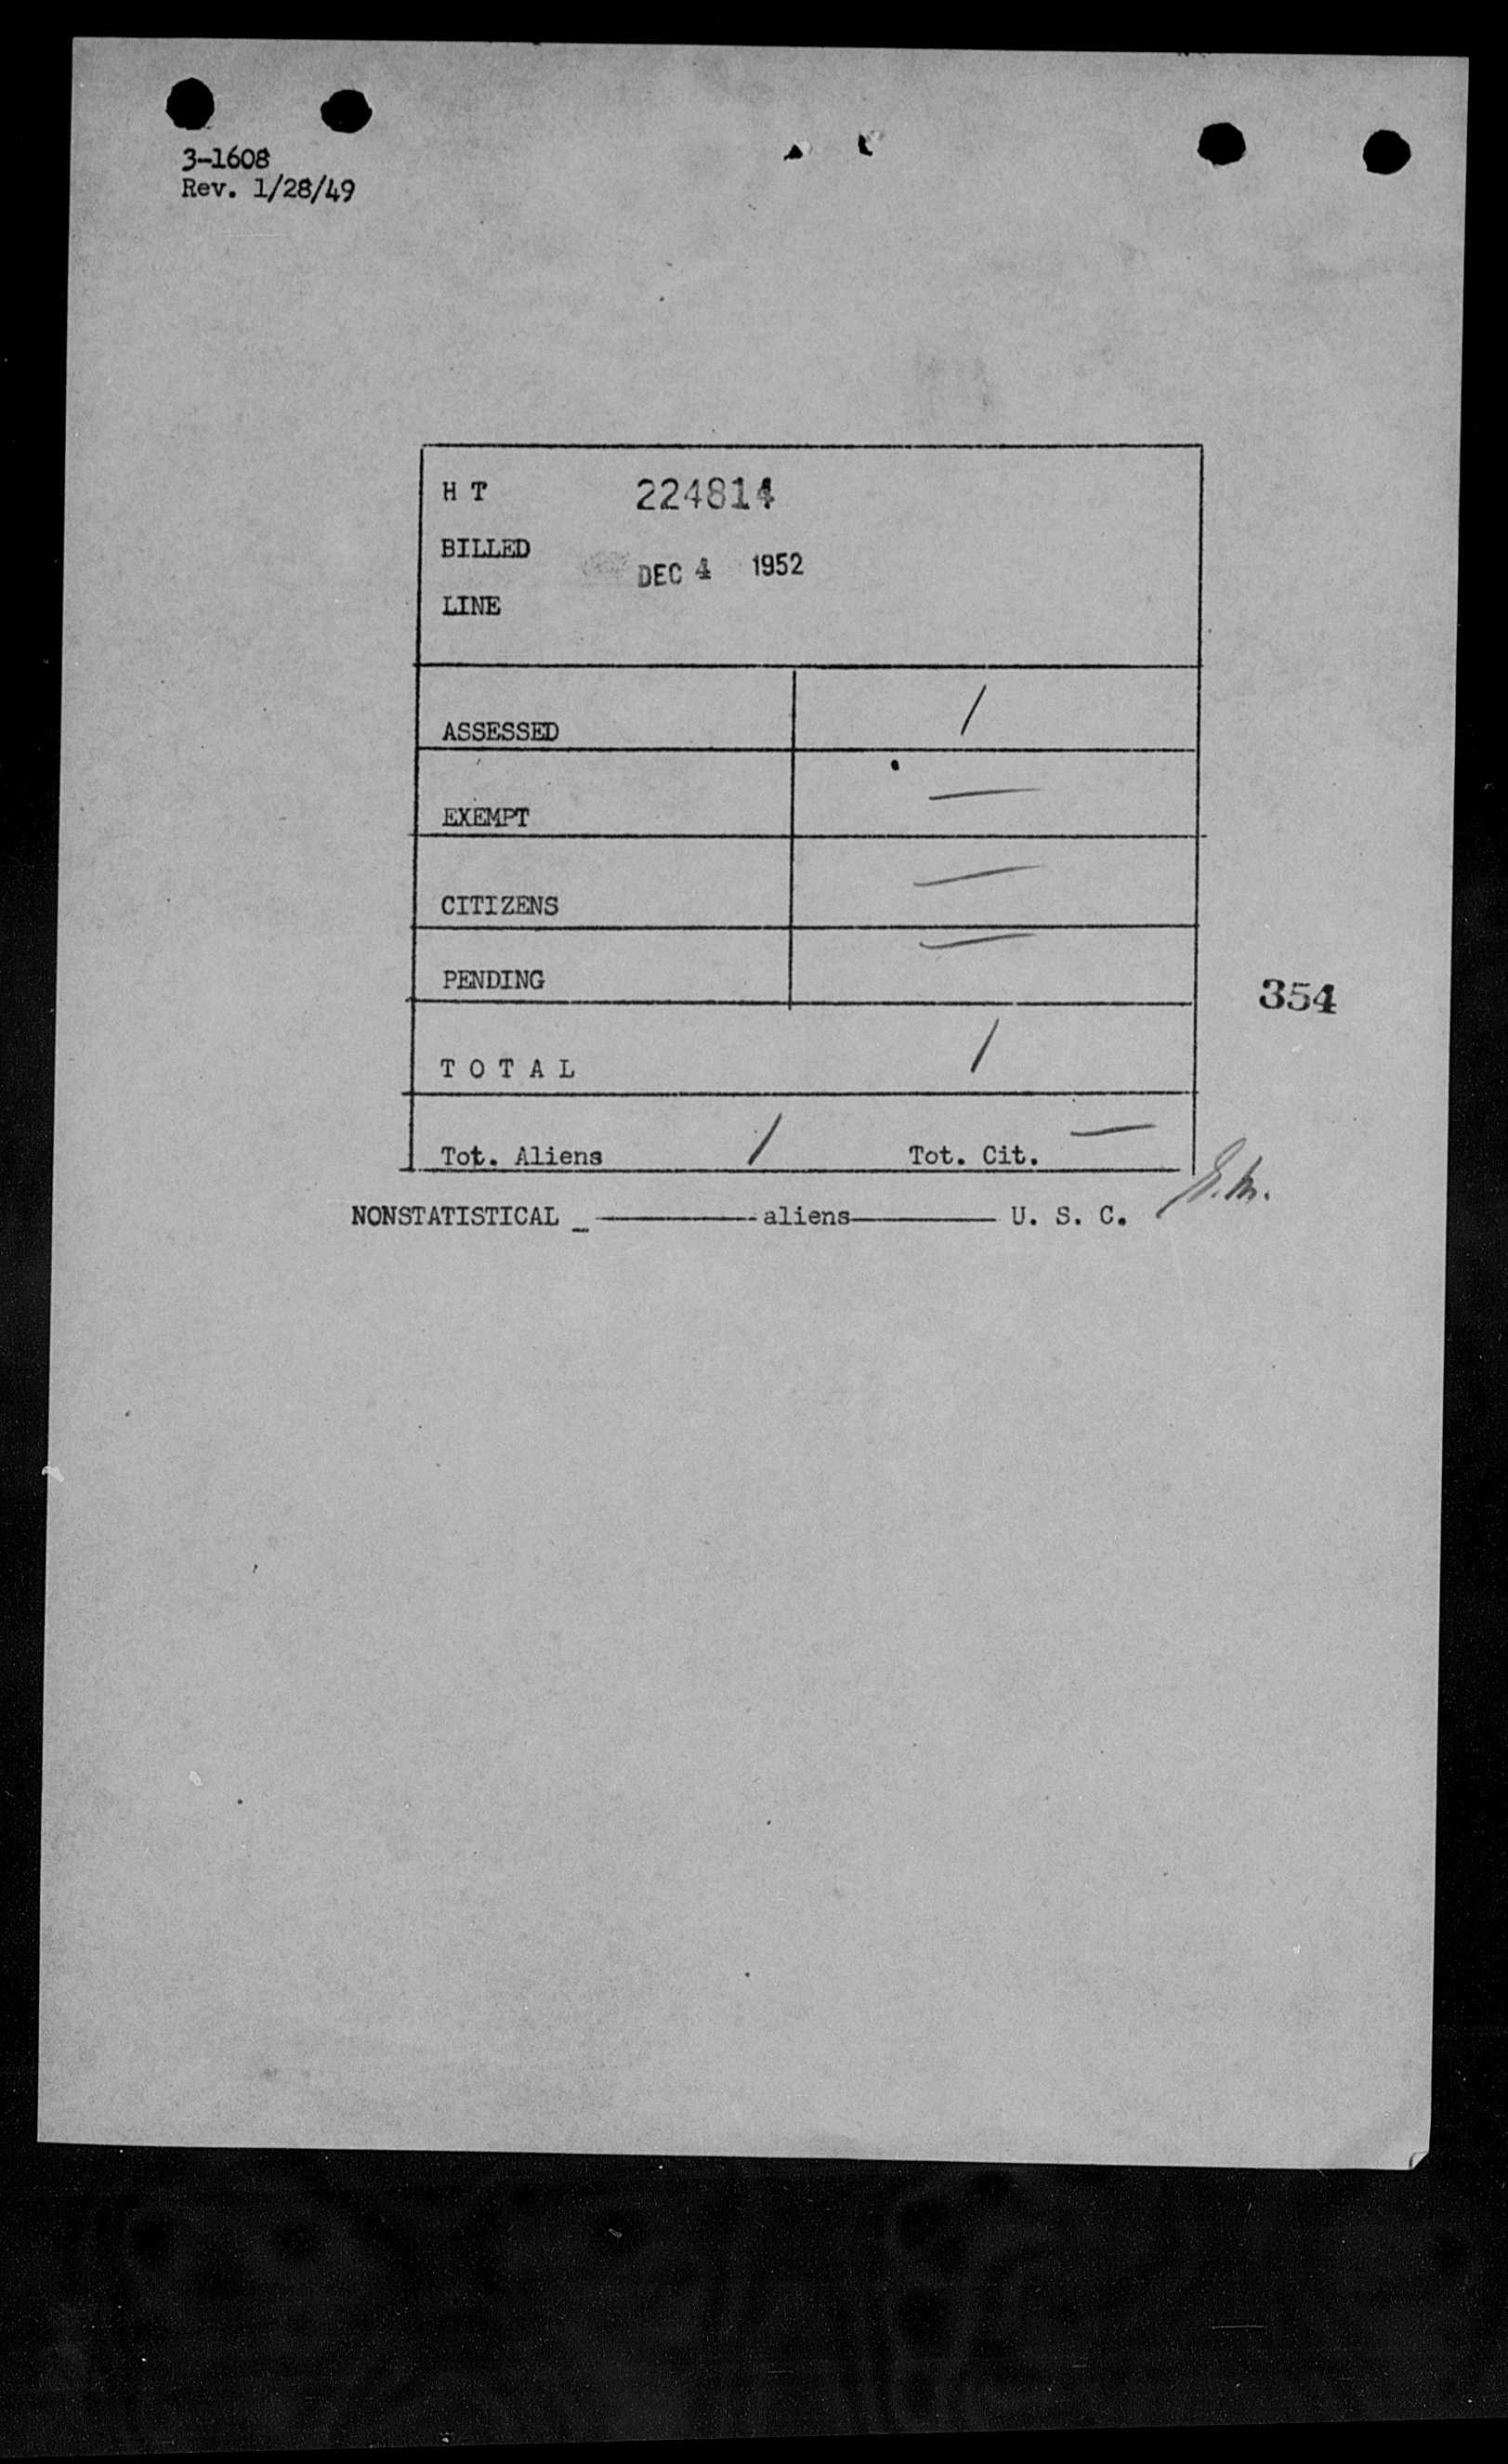 3-1608
Rev. 1/28/49
H T 224814
BILLED
DEC 4 1952
LINE
ASSESSED /
EXEMPT —
CITIZENS —
PENDING —
354
T O T A L /
Tot. Aliens / Tot. Cit. —
NONSTATISTICAL _ ———— aliens ———— U. S. C.